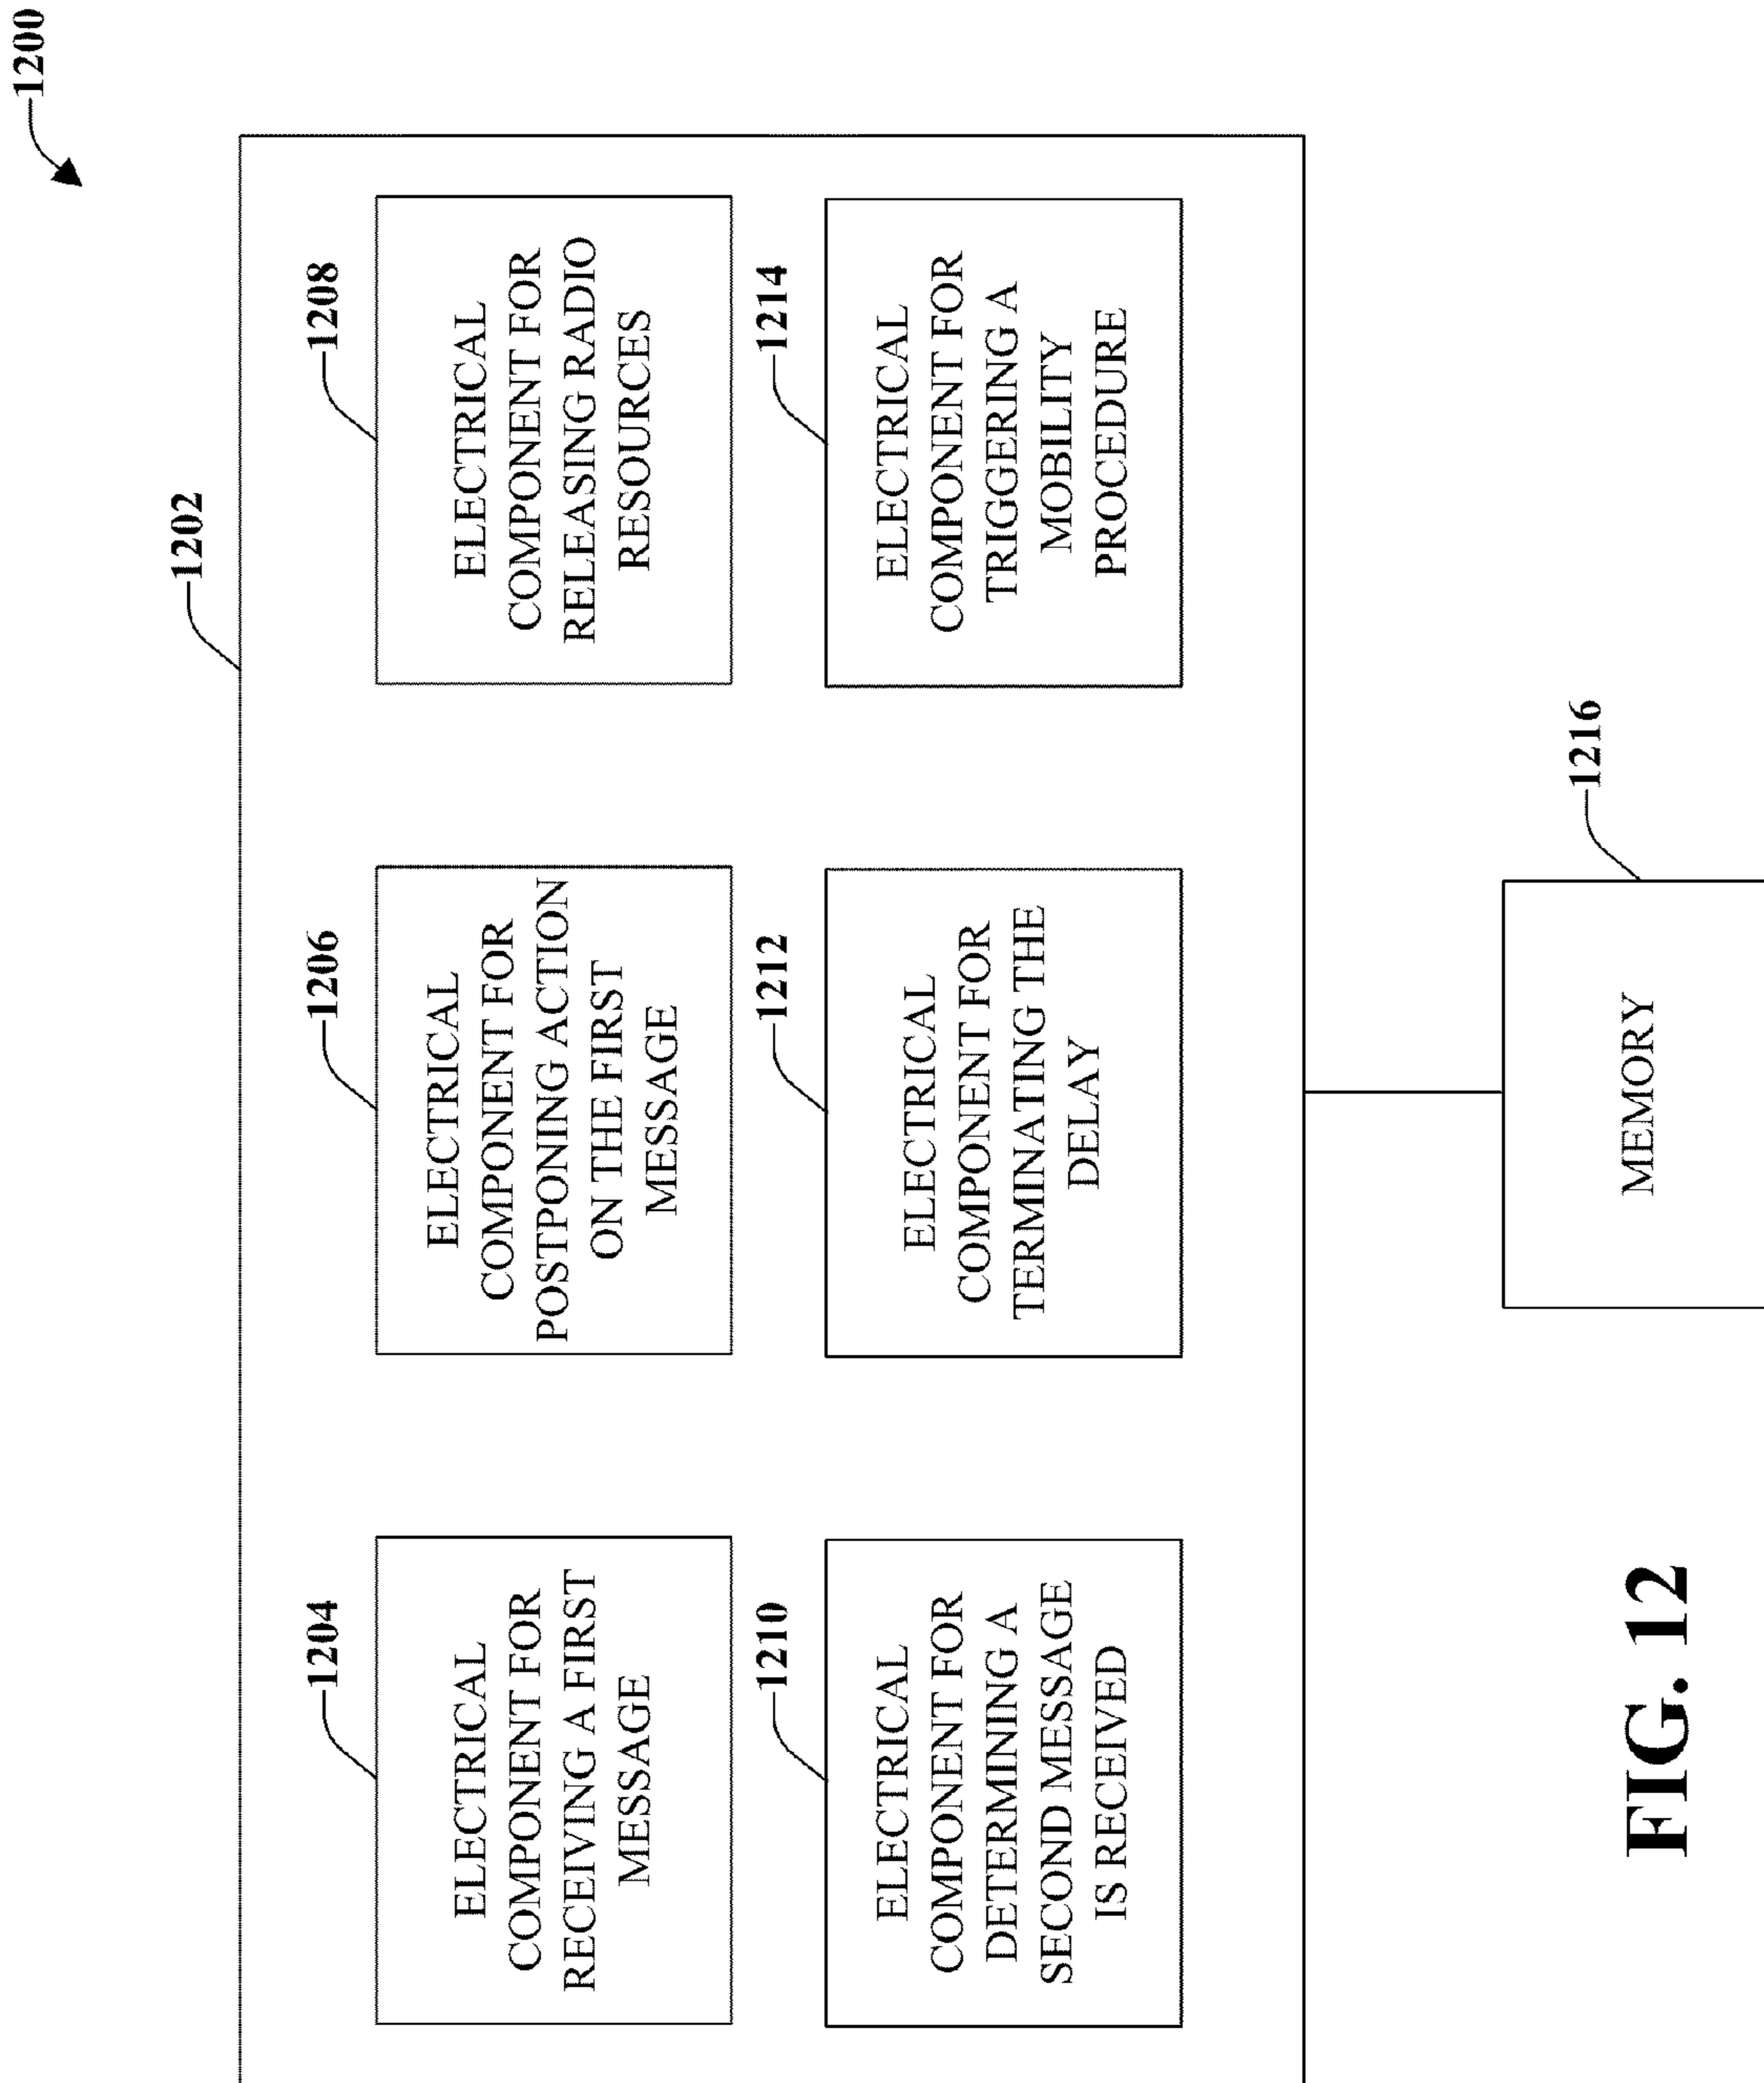 1200
1202
1204
ELECTRICAL
COMPONENT FOR
RECEIVING A FIRST
MESSAGE
1206
ELECTRICAL
COMPONENT FOR
POSTPONING ACTION
ON THE FIRST
MESSAGE
1208
ELECTRICAL
COMPONENT FOR
RELEASING RADIO
RESOURCES
1210
ELECTRICAL
COMPONENT FOR
DETERMINING A
SECOND MESSAGE
IS RECEIVED
1212
ELECTRICAL
COMPONENT FOR
TERMINATING THE
DELAY
1214
ELECTRICAL
COMPONENT FOR
TRIGGERING A
MOBILITY
PROCEDURE
1216
MEMORY
FIG. 12